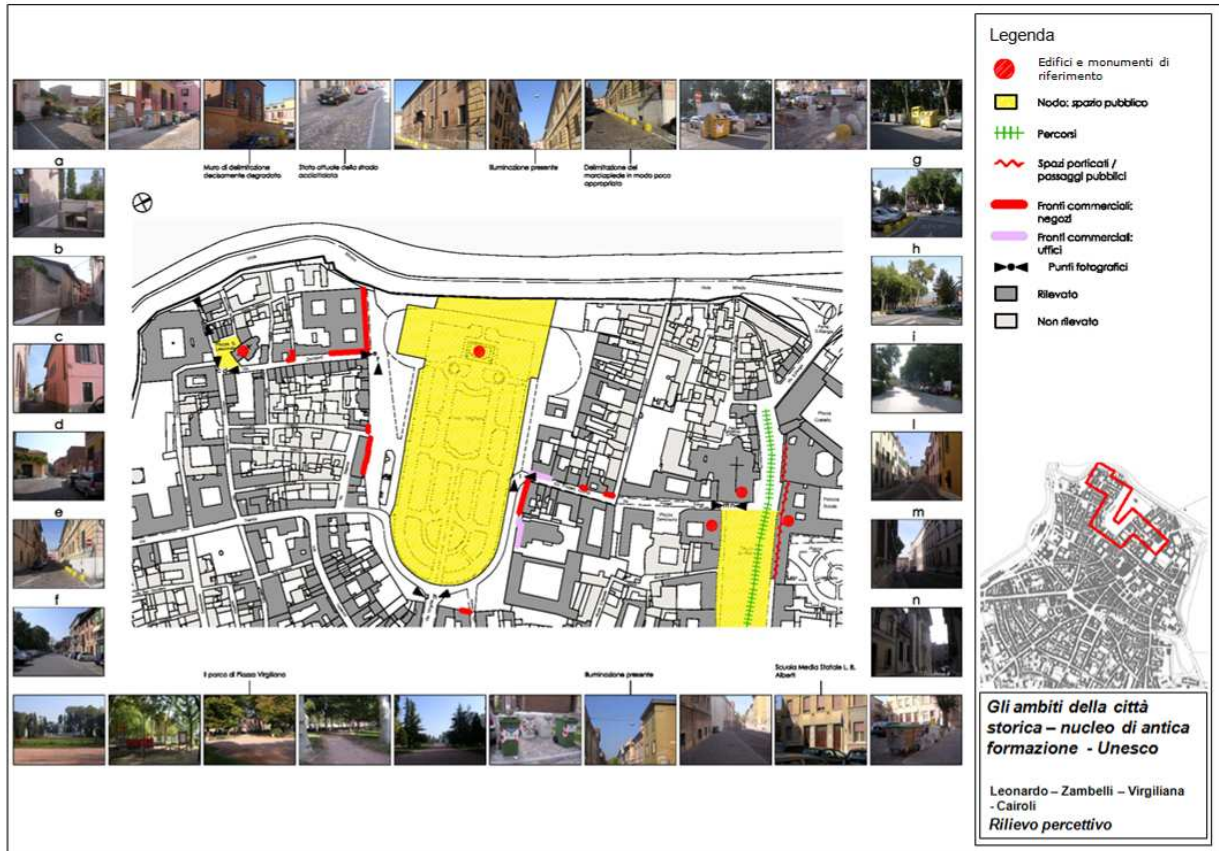 Legenda
Edifici e monumenti di
riferimento
Nodo: spazio pubblico
Percorsi
Spazi porticati /
passaggi pubblici
Fronti commerciali:
negozi
Fronti commerciali:
uffici
Punti fotografici
Rilevato
Non rilevato
a
Muro di delimitazione
decisamente degradato
Stato attuale della strada
acciottolata
Illuminazione presente
Delimitazione del
marciapiede in modo poco
appropriato
g
b
h
c
i
d
l
e
m
f
n
Il parco di Piazza Virgiliana
Illuminazione presente
Scuola Media Statale L. B.
Alberti
Gli ambiti della città
storica – nucleo di antica
formazione - Unesco
Leonardo – Zambelli – Virgiliana
- Cairoli
Rilievo percettivo